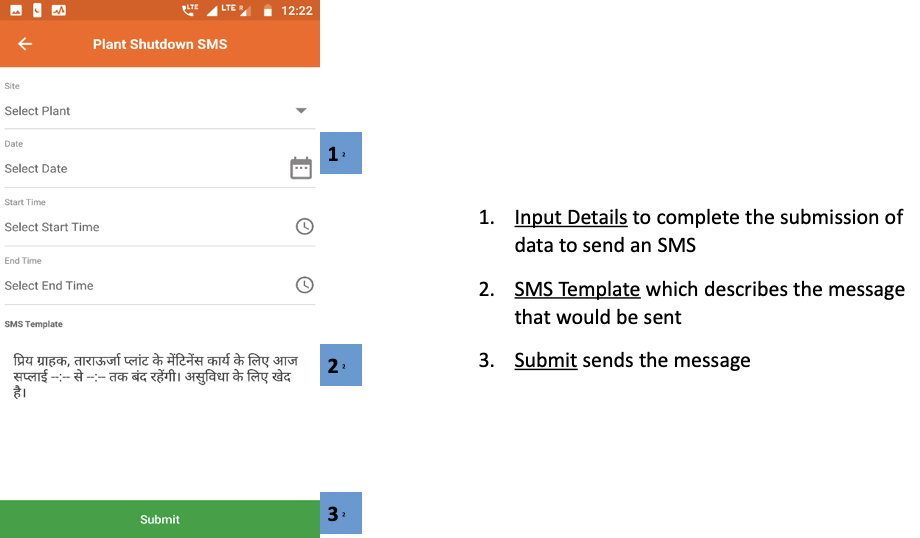 LTE LTE R 12:22
Plant Shutdown SMS
Site
Select Plant
Date
Select Date
1 2
Start Time
Select Start Time
End Time
Select End Time
SMS Template
प्रिय ग्राहक, ताराऊर्जा प्लांट के मेंटिनेंस कार्य के लिए आज
सप्लाई --:-- से --:-- तक बंद रहेंगी। असुविधा के लिए खेद
है।
2 2
Submit
3 2
1. Input Details to complete the submission of
data to send an SMS
2. SMS Template which describes the message
that would be sent
3. Submit sends the message